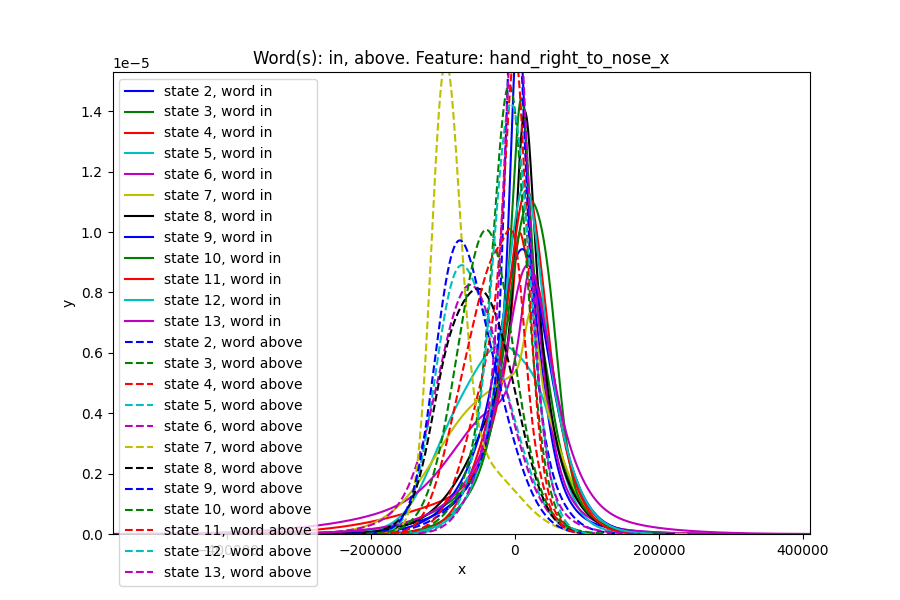 Word(s): in, above. Feature: hand_right_to_nose_x
1e−5
1.4
1.2
1.0
0.8
0.6
0.4
0.2
0.0
y
state 2, word in
state 3, word in
state 4, word in
state 5, word in
state 6, word in
state 7, word in
state 8, word in
state 9, word in
state 10, word in
state 11, word in
state 12, word in
state 13, word in
state 2, word above
state 3, word above
state 4, word above
state 5, word above
state 6, word above
state 7, word above
state 8, word above
state 9, word above
state 10, word above
state 11, word above
state 12, word above
state 13, word above
−400000 −200000 0 200000 400000
x